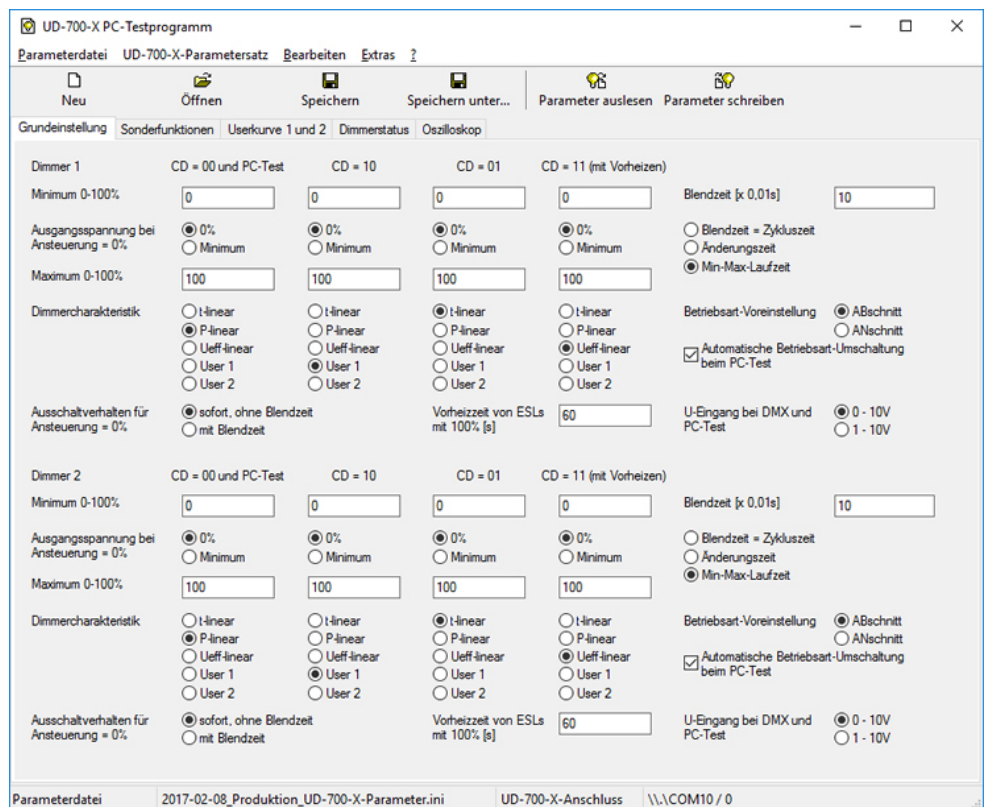 UD-700-X PC-Testprogramm
Parameterdatei UD-700-X-Parametersatz Bearbeiten Extras ?
Neu Öffnen Speichern Speichern unter... Parameter auslesen Parameter schreiben
Grundeinstellung Sonderfunktionen Userkurve 1 und 2 Dimmerstatus Oszilloskop
Dimmer 1 CD = 00 und PC-Test CD = 10 CD = 01 CD = 11 (mit Vorheizen)
Minimum 0-100% 0 0 0 0 Blendzeit [x 0,01s] 10
Ausgangsspannung bei 0% 0% 0% 0% Blendzeit = Zykluszeit
Ansteuerung = 0% Minimum Minimum Minimum Minimum Änderungszeit
Maximum 0-100% 100 100 100 100 Min-Max-Laufzeit
Dimmercharakteristik t-linear t-linear t-linear t-linear Betriebsart-Voreinstellung ABschnitt
P-linear P-linear P-linear P-linear ANschnitt
Ueff-linear Ueff-linear Ueff-linear Ueff-linear Automatische Betriebsart-Umschaltung
User 1 User 1 User 1 User 1 beim PC-Test
User 2 User 2 User 2 User 2
Ausschaltverhalten für sofort, ohne Blendzeit Vorheizzeit von ESLs 60 U-Eingang bei DMX und 0 - 10V
Ansteuerung = 0% mit Blendzeit mit 100% [s] PC-Test 1 - 10V
Dimmer 2 CD = 00 und PC-Test CD = 10 CD = 01 CD = 11 (mit Vorheizen)
Minimum 0-100% 0 0 0 0 Blendzeit [x 0,01s] 10
Ausgangsspannung bei 0% 0% 0% 0% Blendzeit = Zykluszeit
Ansteuerung = 0% Minimum Minimum Minimum Minimum Änderungszeit
Maximum 0-100% 100 100 100 100 Min-Max-Laufzeit
Dimmercharakteristik t-linear t-linear t-linear t-linear Betriebsart-Voreinstellung ABschnitt
P-linear P-linear P-linear P-linear ANschnitt
Ueff-linear Ueff-linear Ueff-linear Ueff-linear Automatische Betriebsart-Umschaltung
User 1 User 1 User 1 User 1 beim PC-Test
User 2 User 2 User 2 User 2
Ausschaltverhalten für sofort, ohne Blendzeit Vorheizzeit von ESLs 60 U-Eingang bei DMX und 0 - 10V
Ansteuerung = 0% mit Blendzeit mit 100% [s] PC-Test 1 - 10V
Parameterdatei 2017-02-08_Produktion_UD-700-X-Parameter.ini UD-700-X-Anschluss \\.\COM10 / 0